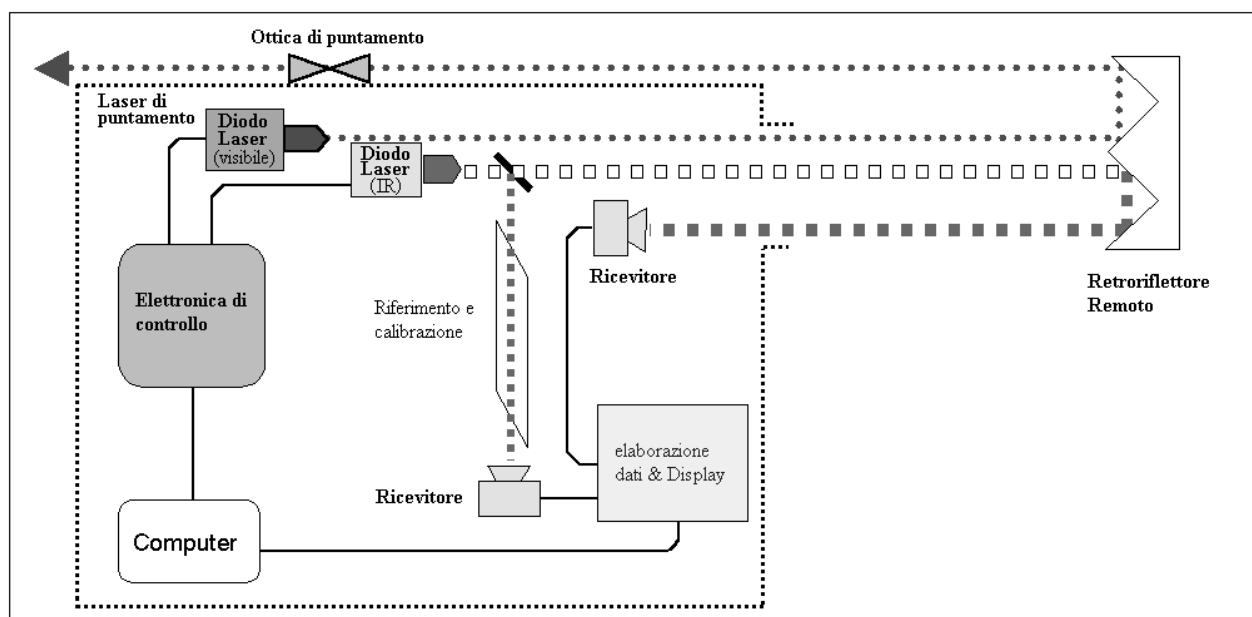 Ottica di puntamento
Laser di
puntamento
Diodo
Laser
(visibile)
Diodo
Laser
(IR)
Ricevitore
Retroriflettore
Remoto
Elettronica di
controllo
Riferimento e
calibrazione
elaborazione
dati & Display
Ricevitore
Computer